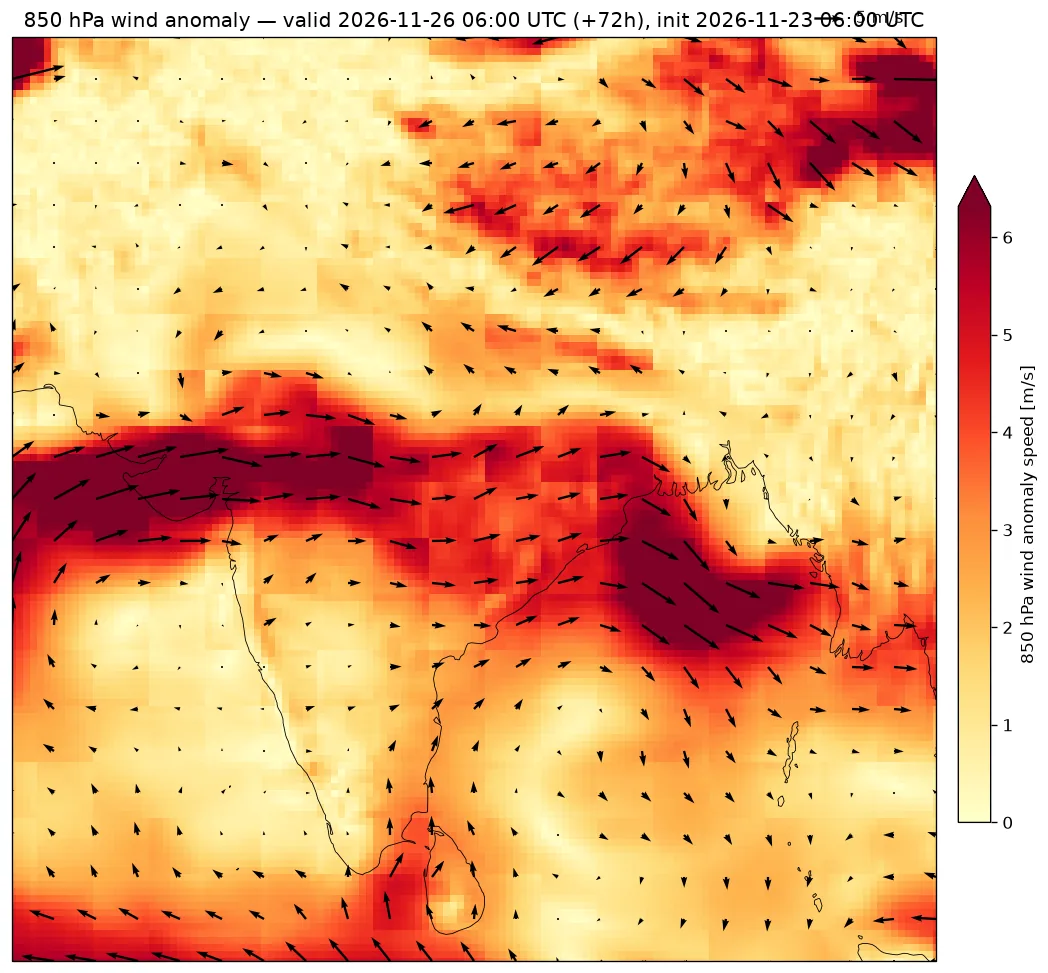 850 hPa wind anomaly — valid 2026-11-26 06:00 UTC (+72h), init 2026-11-23 06:00 UTC
5 m/s
6
5
4
3
2
1
0
850 hPa wind anomaly speed [m/s]